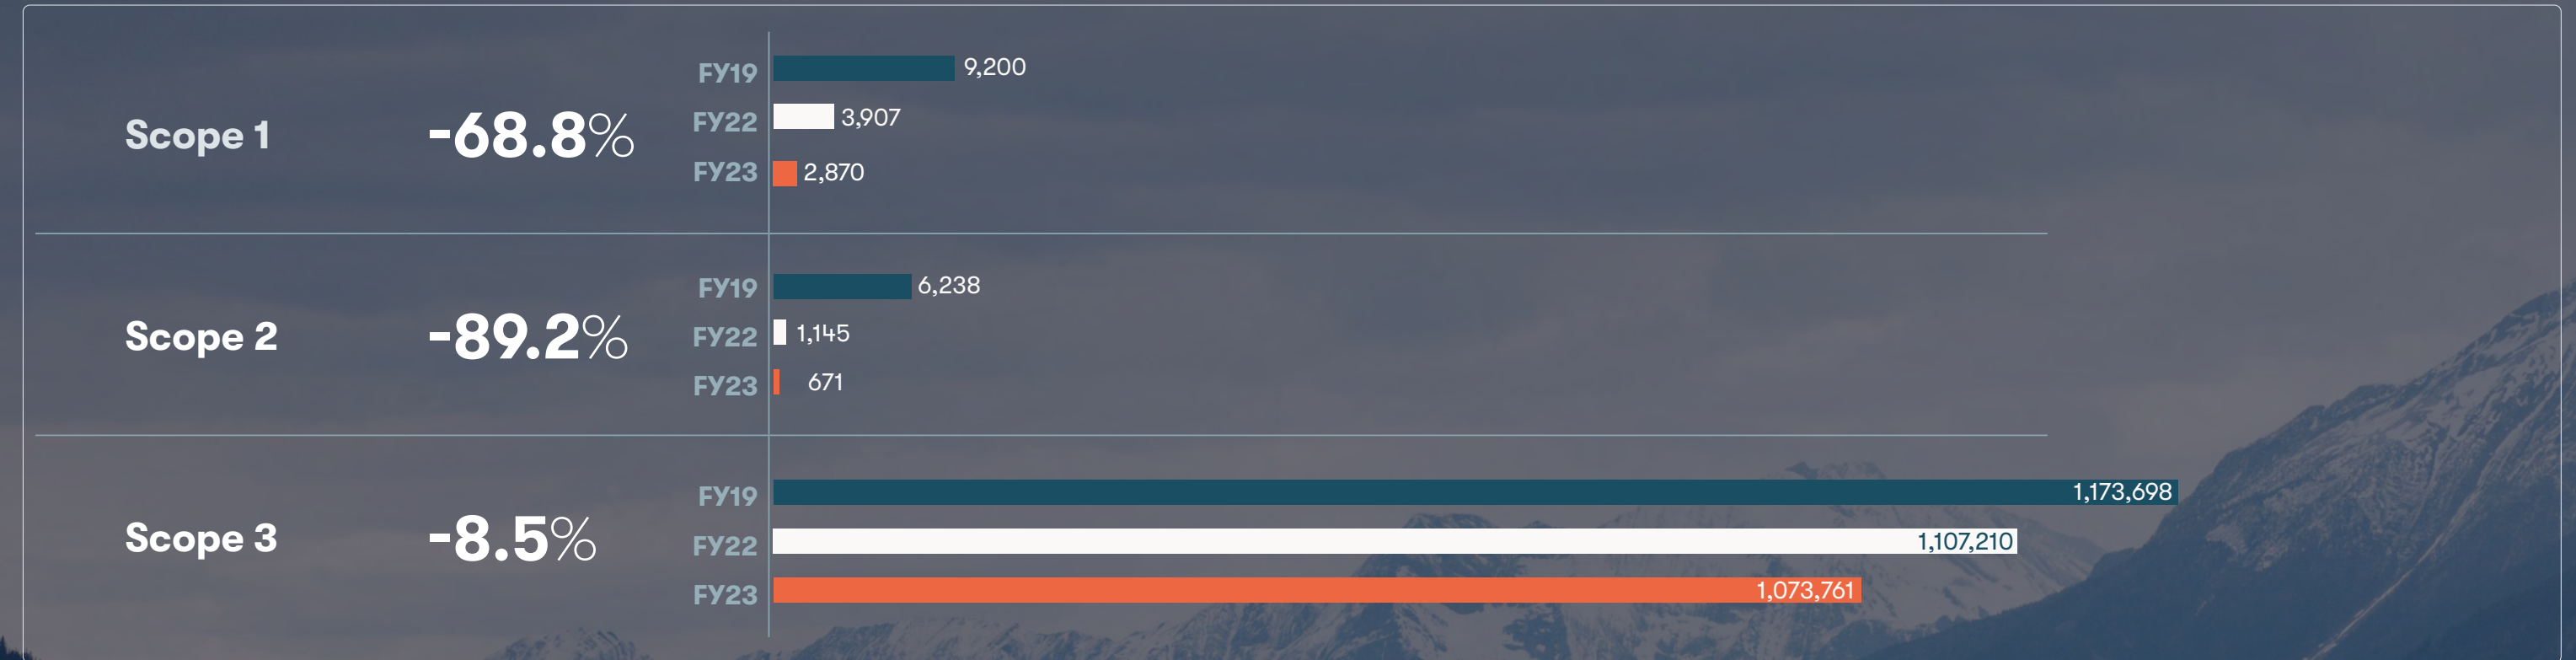 FY19 9,200
Scope 1 -68.8% FY22 3,907
FY23 2,870
FY19 6,238
Scope 2 -89.2% FY22 1,145
FY23 671
FY19 1,173,698
Scope 3 -8.5% FY22 1,107,210
FY23 1,073,761